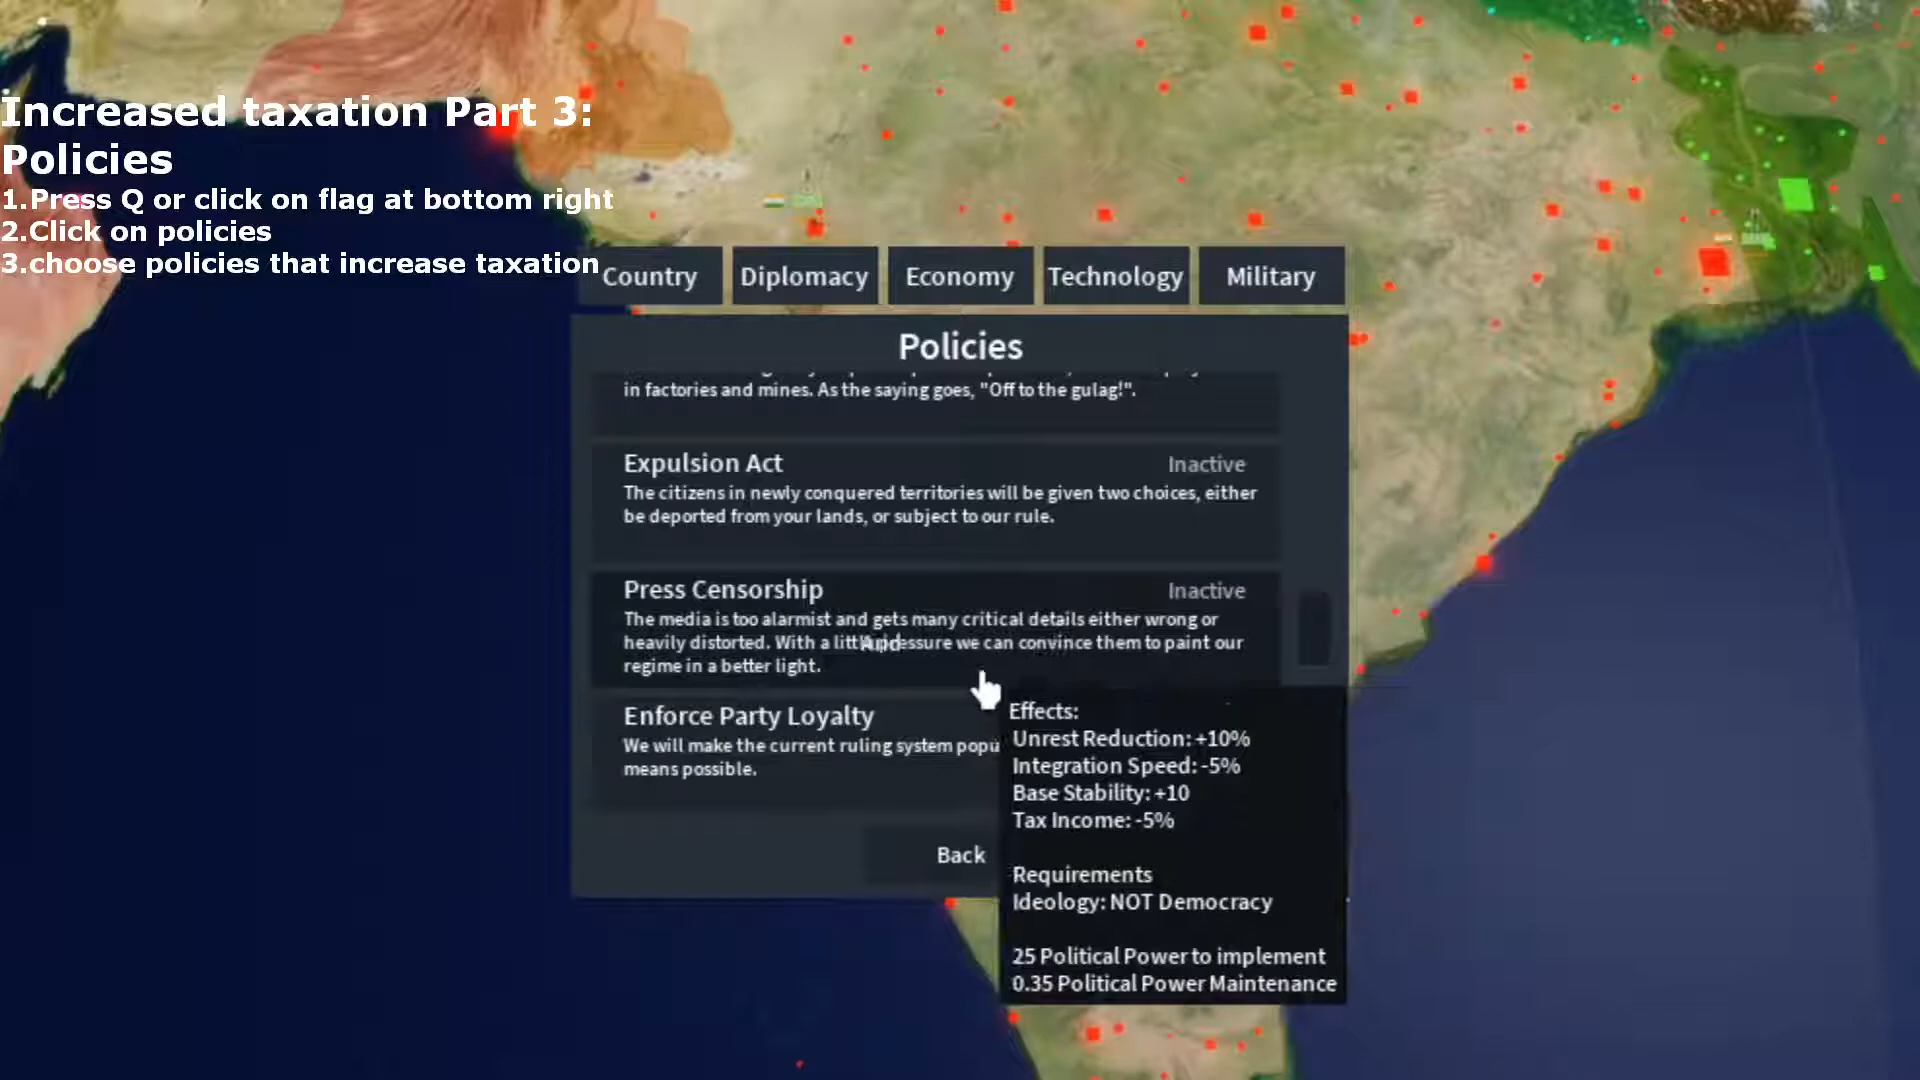 Increased taxation Part 3:
Policies
1.Press Q or click on flag at bottom right
2.Click on policies
3.choose policies that increase taxation
Country
Diplomacy
Economy
Technology
Military
Policies
in factories and mines. As the saying goes, "Off to the gulag!".
Expulsion Act
Inactive
The citizens in newly conquered territories will be given two choices, either
be deported from your lands, or subject to our rule.
Press Censorship
Inactive
The media is too alarmist and gets many critical details either wrong or
heavily distorted. With a little pressure we can convince them to paint our
regime in a better light.
Enforce Party Loyalty
We will make the current ruling system popu
means possible.
Back
Effects:
Unrest Reduction: +10%
Integration Speed: -5%
Base Stability: +10
Tax Income: -5%
Requirements
Ideology: NOT Democracy
25 Political Power to implement
0.35 Political Power Maintenance